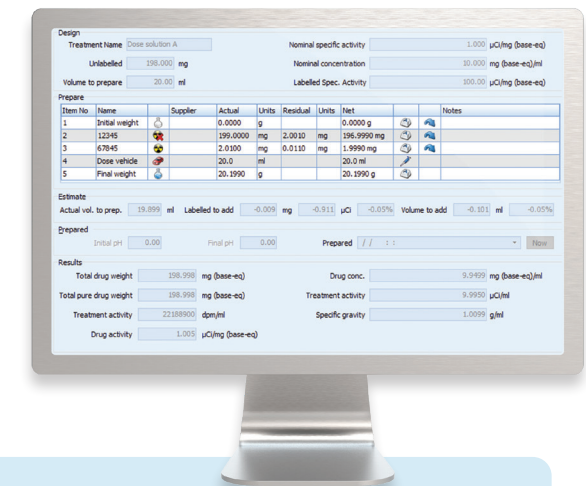 Design
Treatment Name Dose solution A Nominal specific activity 1.000 µCi/mg (base-eq)
Unlabelled 198.000 mg Nominal concentration 10.000 mg (base-eq)/ml
Volume to prepare 20.00 ml Labelled Spec. Activity 100.00 µCi/mg (base-eq)
Prepare
Item No Name Supplier Actual Units Residual Units Net Notes
1 Initial weight 0.0000 g 0.0000 g
2 12345 199.0000 mg 2.0010 mg 196.9990 mg
3 67845 2.0100 mg 0.0110 mg 1.9990 mg
4 Dose vehicle 20.0 ml 20.0 ml
5 Final weight 20.1990 g 20.1990 g
Estimate
Actual vol. to prep. 19.899 ml Labelled to add -0.009 mg -0.911 µCi -0.05% Volume to add -0.101 ml -0.05%
Prepared
Initial pH 0.00 Final pH 0.00 Prepared / / : : Now
Results
Total drug weight 198.998 mg (base-eq) Drug conc. 9.9499 mg (base-eq)/ml
Total pure drug weight 198.998 mg (base-eq) Treatment activity 9.9950 µCi/ml
Treatment activity 22188900 dpm/ml Specific gravity 1.0099 g/ml
Drug activity 1.005 µCi/mg (base-eq)